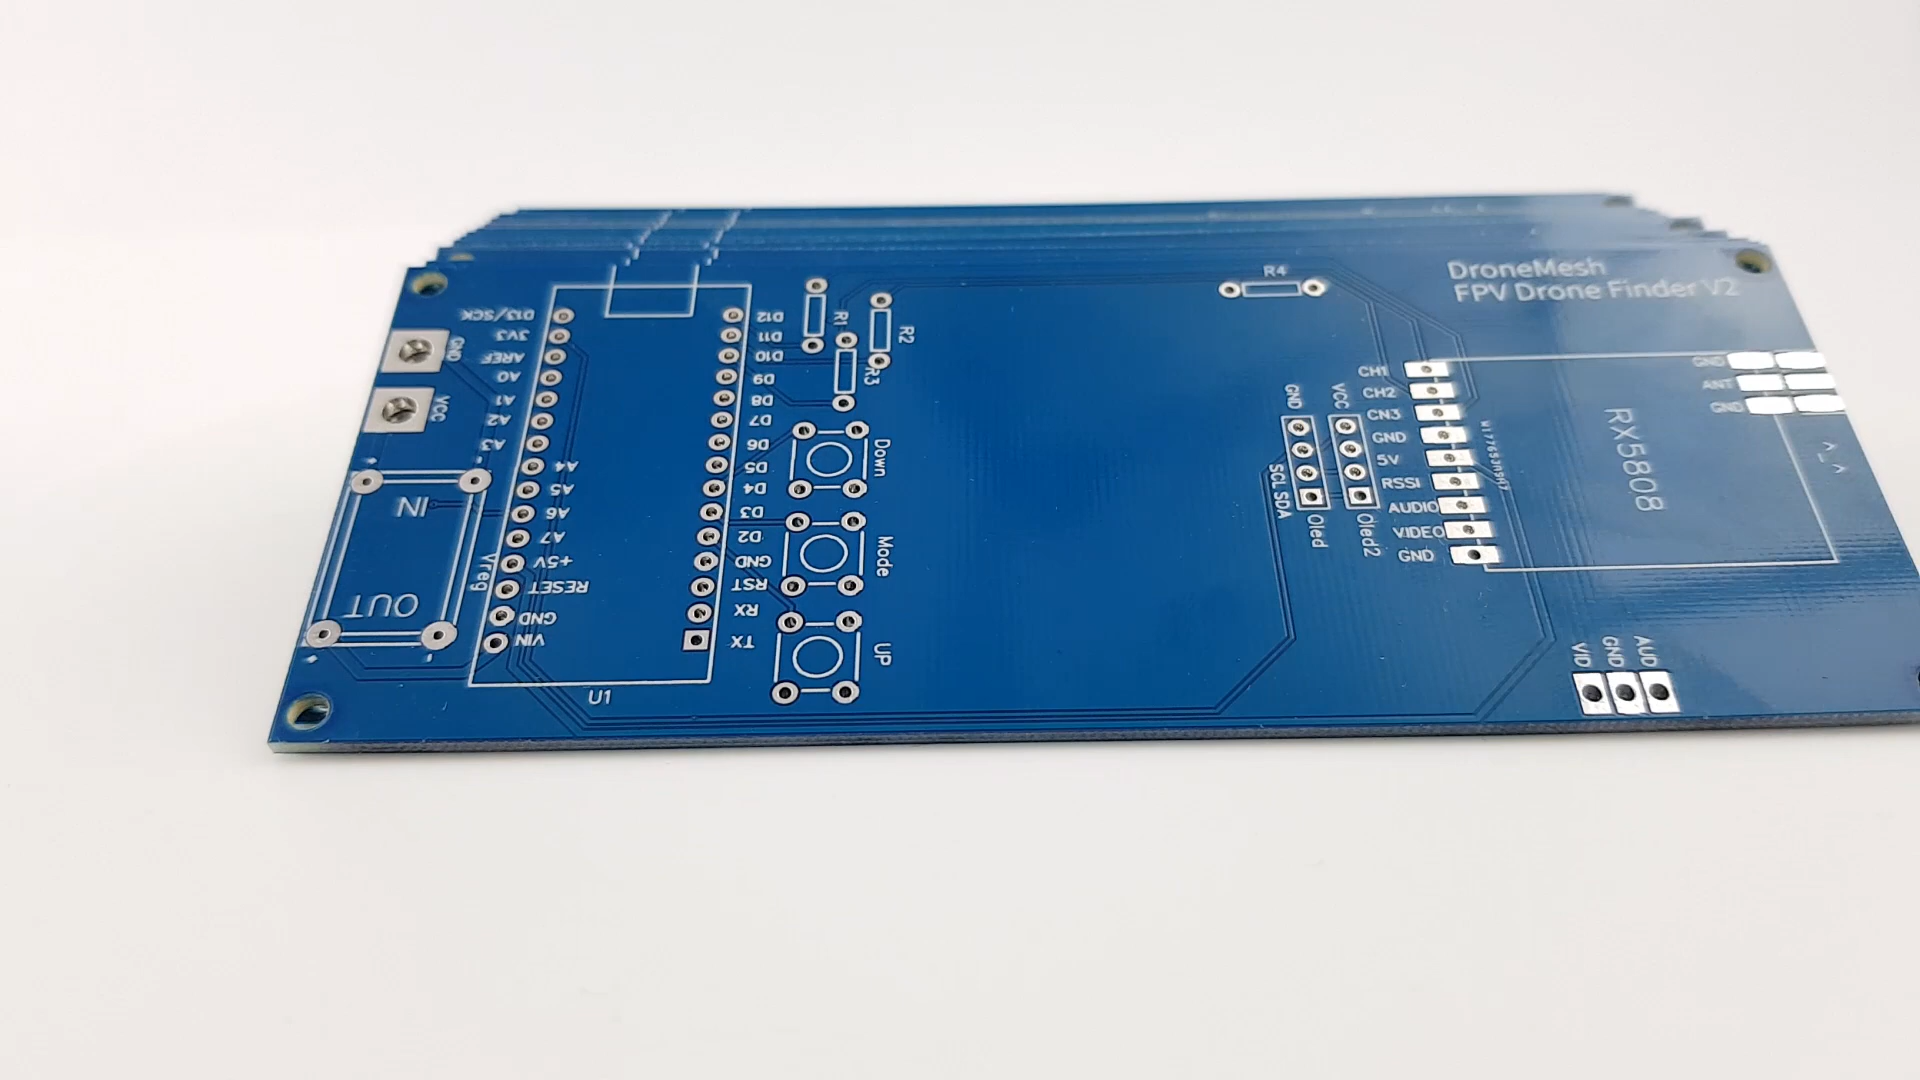 DroneMesh
FPV Drone Finder V2
R4
D13/SCK
3V3
AREF
A0
A1
A2
A3
A4
A5
A6
A7
+5V
RESET
GND
VIN
D12
D11
D10
D9
D8
D7
D6
D5
D4
D3
D2
GND
RST
RX
TX
U1
GND
VCC
+ -
IN
OUT
+ -
Vreg
R1
R2
R3
Down
Mode
UP
GND
SCL SDA
Oled
VCC
Oled2
CH1
CH2
CN3
GND
5V
RSSI
AUDIO
VIDEO
GND
RX5808
GND
ANT
GND
^_^
VID
GND
AUD